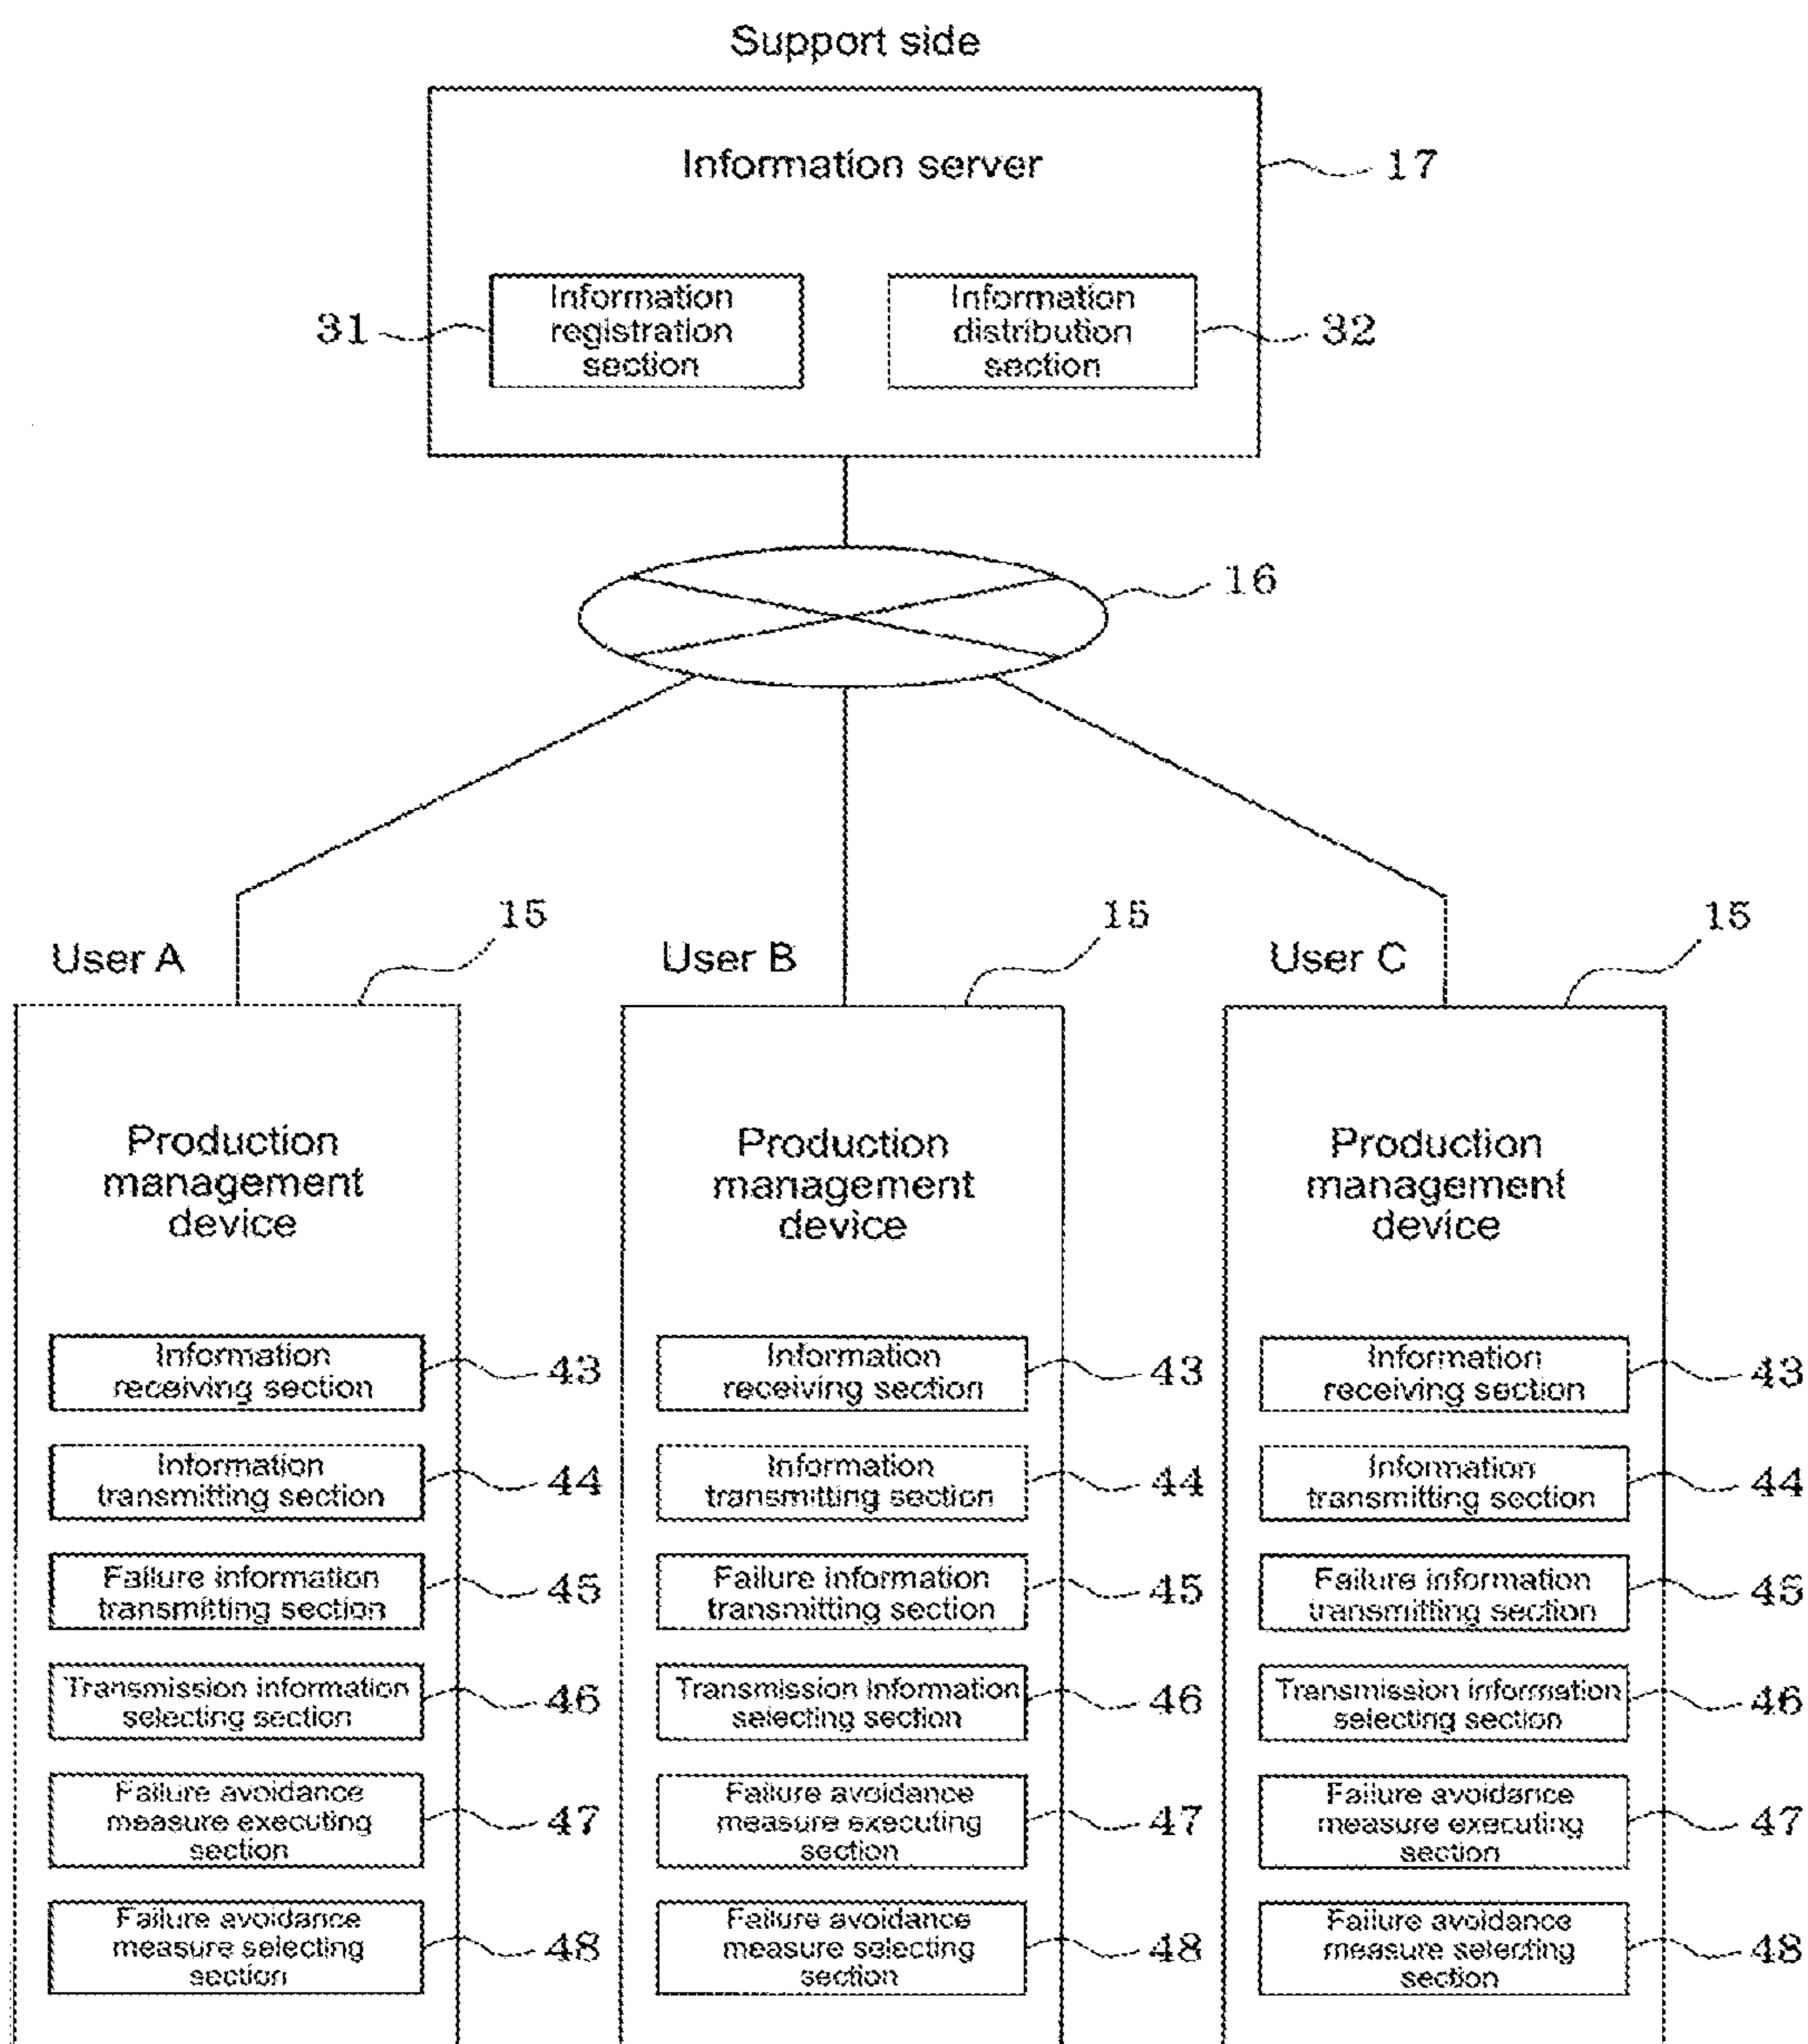 Support side
Information server
17
Information
registration
section
31
Information
distribution
section
32
16
User A
15
User B
15
User C
15
Production
management
device
Information
receiving section
43
Information
transmitting section
44
Failure information
transmitting section
45
Transmission information
selecting section
46
Failure avoidance
measure executing
section
47
Failure avoidance
measure selecting
section
48
Production
management
device
Information
receiving section
43
Information
transmitting section
44
Failure information
transmitting section
45
Transmission information
selecting section
46
Failure avoidance
measure executing
section
47
Failure avoidance
measure selecting
section
48
Production
management
device
Information
receiving section
43
Information
transmitting section
44
Failure information
transmitting section
45
Transmission information
selecting section
46
Failure avoidance
measure executing
section
47
Failure avoidance
measure selecting
section
48